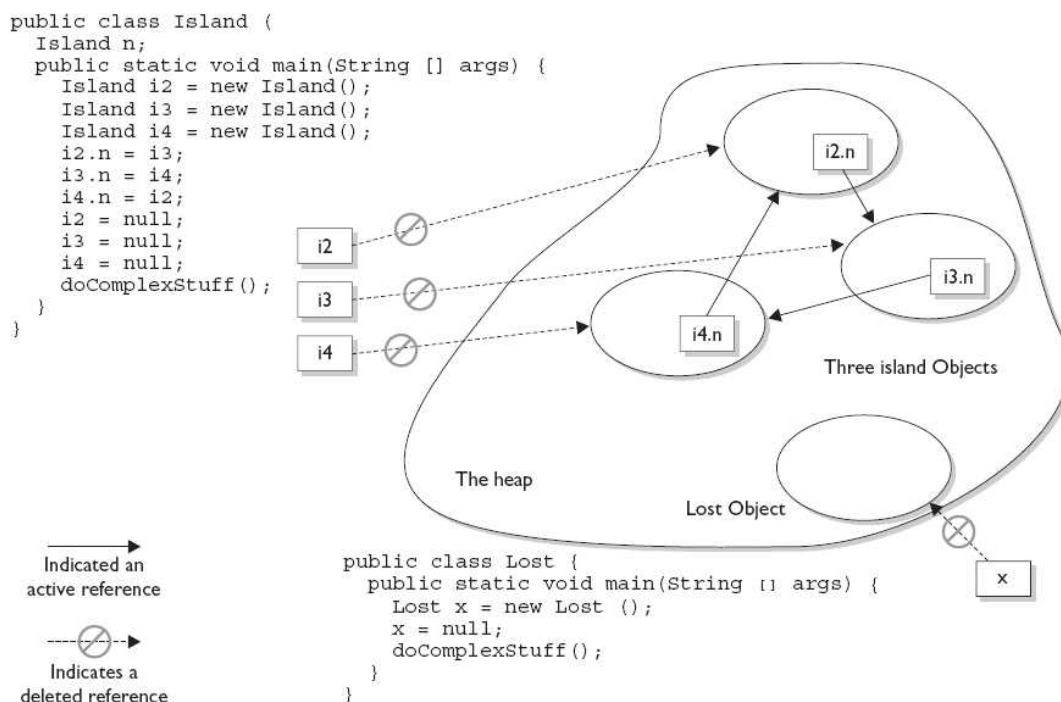 public class Island (
Island n;
public static void main(String [] args) {
Island i2 = new Island();
Island i3 = new Island();
Island i4 = new Island();
i2.n = i3;
i3.n = i4;
i4.n = i2;
i2 = null;
i3 = null;
i4 = null;
doComplexStuff();
}
}
i2
i3
i4
i2.n
i3.n
i4.n
Three island Objects
The heap
Lost Object
x
Indicated an
active reference
Indicates a
deleted reference
public class Lost {
public static void main(String [] args) {
Lost x = new Lost ();
x = null;
doComplexStuff();
}
}